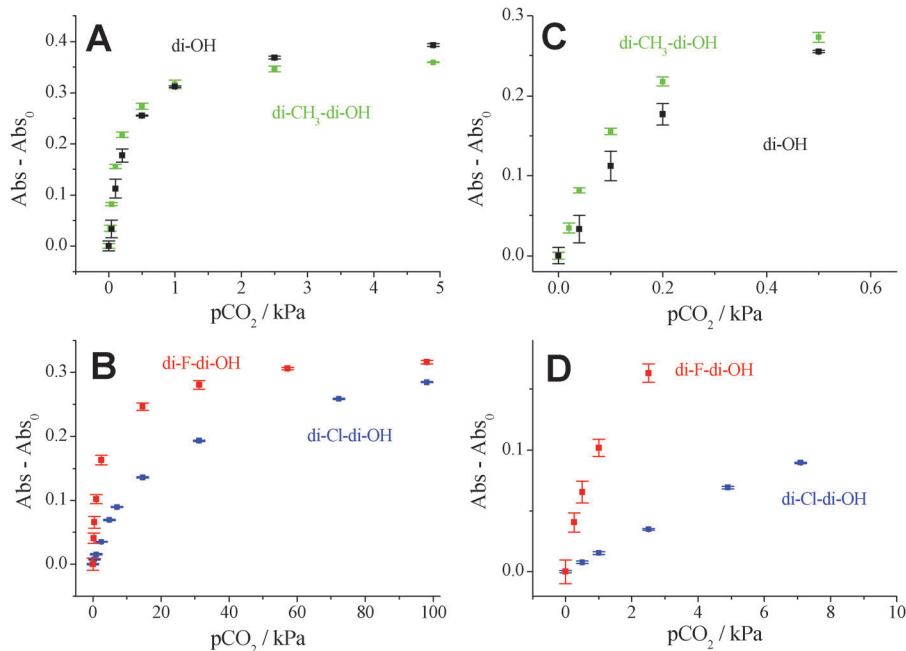 A
di-OH
di-CH₃-di-OH
Abs - Abs₀
0.4
0.3
0.2
0.1
0.0
0
1
2
3
4
5
pCO₂ / kPa
C
di-CH₃-di-OH
di-OH
Abs - Abs₀
0.3
0.2
0.1
0.0
0.0
0.2
0.4
0.6
pCO₂ / kPa
B
di-F-di-OH
di-Cl-di-OH
Abs - Abs₀
0.3
0.2
0.1
0.0
0
20
40
60
80
100
pCO₂ / kPa
D
di-F-di-OH
di-Cl-di-OH
Abs - Abs₀
0.1
0.0
0
2
4
6
8
10
pCO₂ / kPa